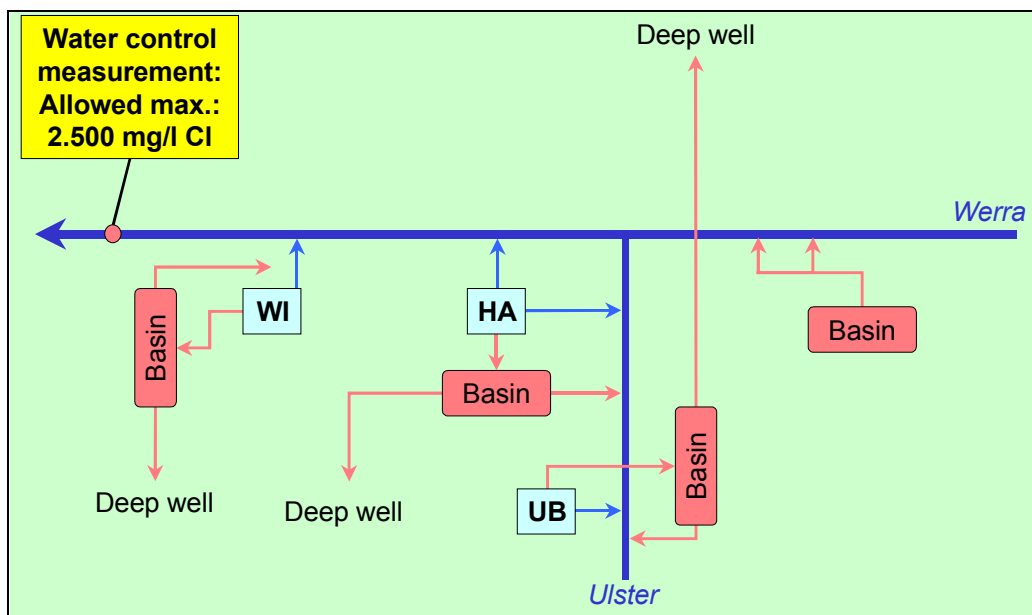 Water control
measurement:
Allowed max.:
2.500 mg/l Cl
Deep well
Werra
WI
HA
Basin
Basin
Basin
Basin
UB
Deep well
Deep well
Ulster